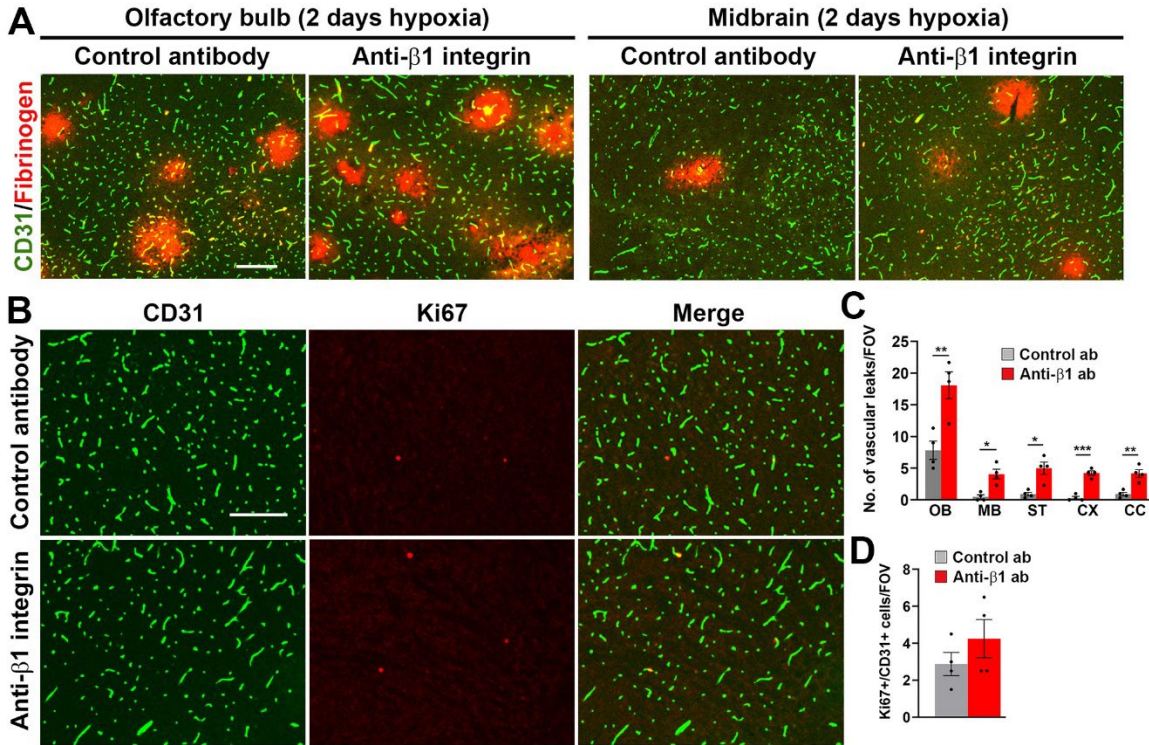 A
Olfactory bulb (2 days hypoxia)
Midbrain (2 days hypoxia)
Control antibody
Anti-β1 integrin
Control antibody
Anti-β1 integrin
CD31/Fibrinogen
B
CD31
Ki67
Merge
Control antibody
Anti-β1 integrin
C
No. of vascular leaks/FOV
25
20
15
10
5
0
Control ab
Anti-β1 ab
**
*
*
***
**
OB
MB
ST
CX
CC
D
Ki67+/CD31+ cells/FOV
8
6
4
2
0
Control ab
Anti-β1 ab